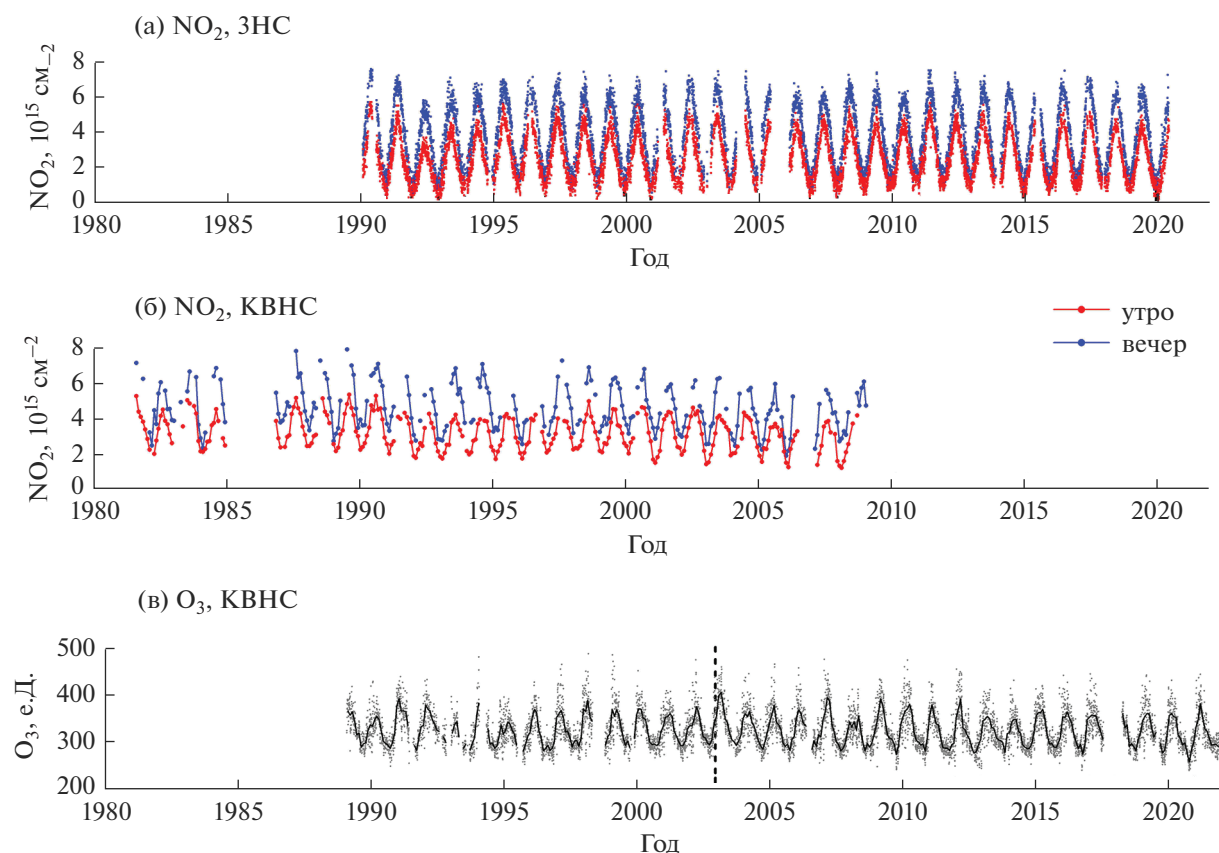 (а) NO₂, ЗНС
NO₂, 10¹⁵ см₋₂
8
6
4
2
0
1980 1985 1990 1995 2000 2005 2010 2015 2020
Год
(б) NO₂, КВНС
утро
вечер
NO₂, 10¹⁵ см⁻²
8
6
4
2
0
1980 1985 1990 1995 2000 2005 2010 2015 2020
Год
(в) O₃, КВНС
O₃, е.Д.
500
400
300
200
1980 1985 1990 1995 2000 2005 2010 2015 2020
Год